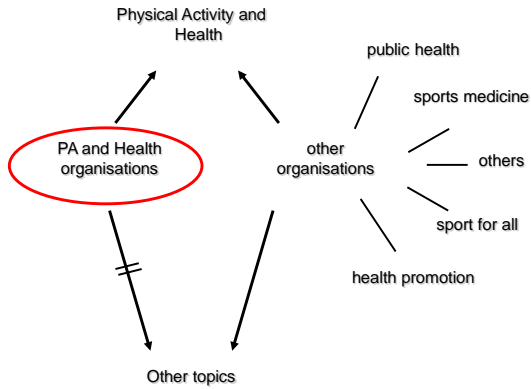 Physical Activity and
Health
public health
sports medicine
PA and Health
organisations
other
organisations
others
sport for all
health promotion
Other topics